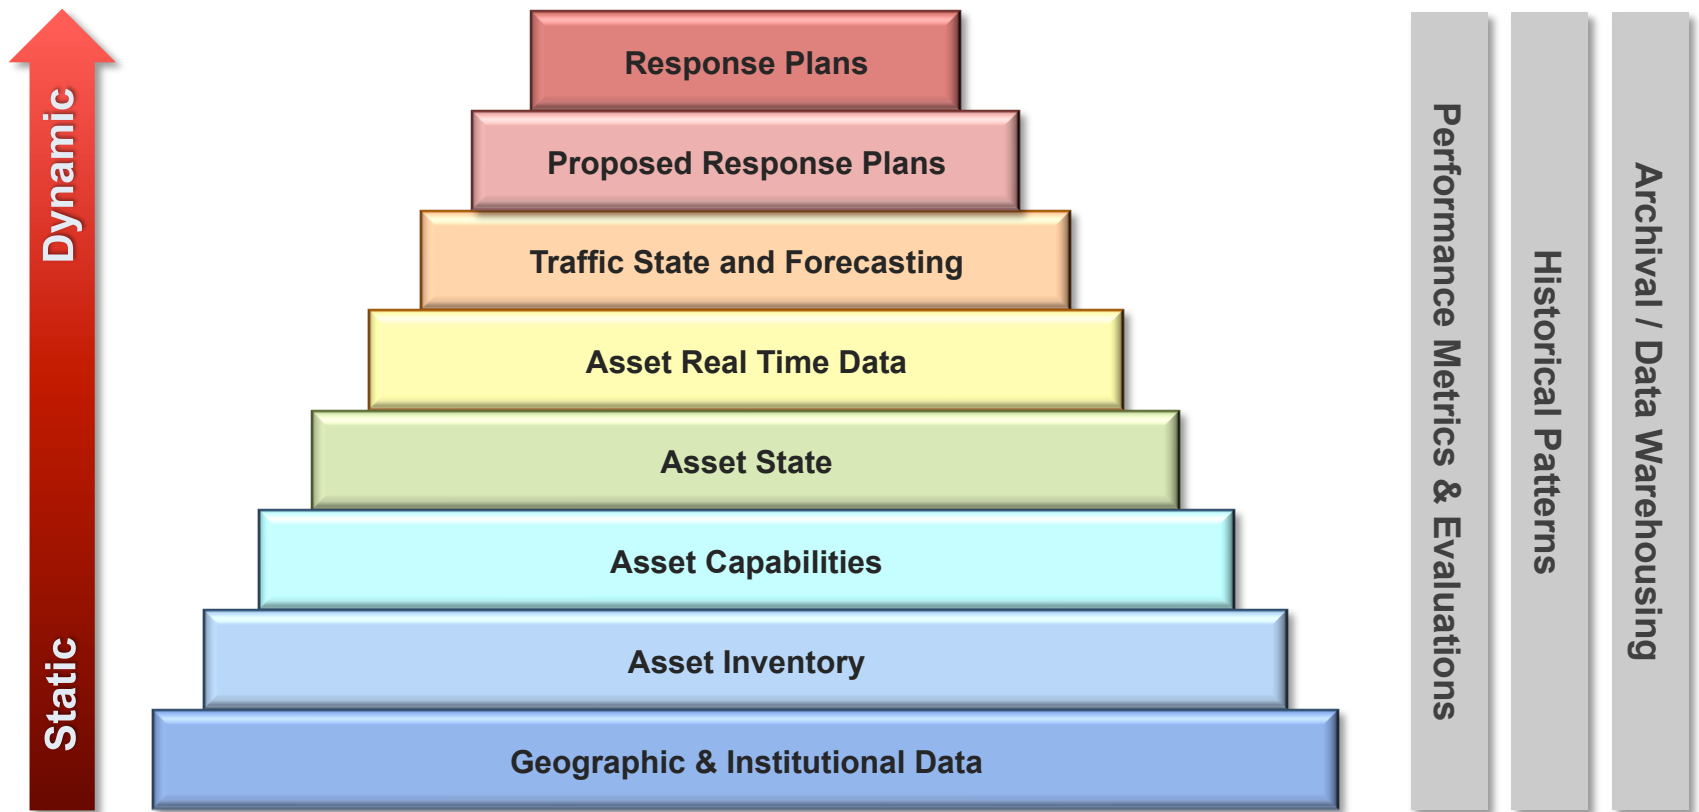 Dynamic
Static
Response Plans
Proposed Response Plans
Traffic State and Forecasting
Asset Real Time Data
Asset State
Asset Capabilities
Asset Inventory
Geographic & Institutional Data
Performance Metrics & Evaluations
Historical Patterns
Archival / Data Warehousing